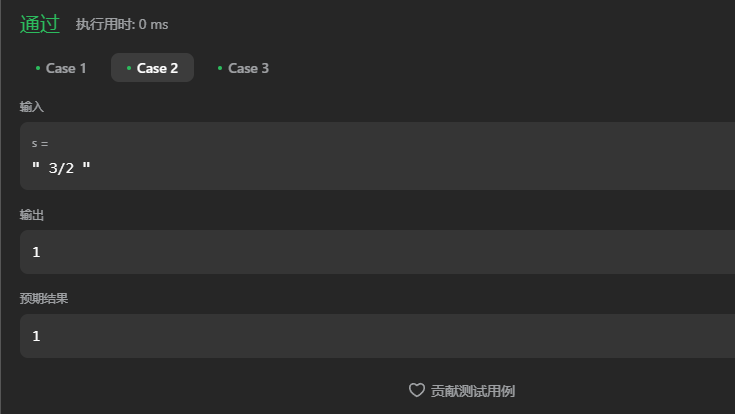 通过 执行用时: 0 ms
Case 1 Case 2 Case 3
输入
s =
" 3/2 "
输出
1
预期结果
1
贡献测试用例